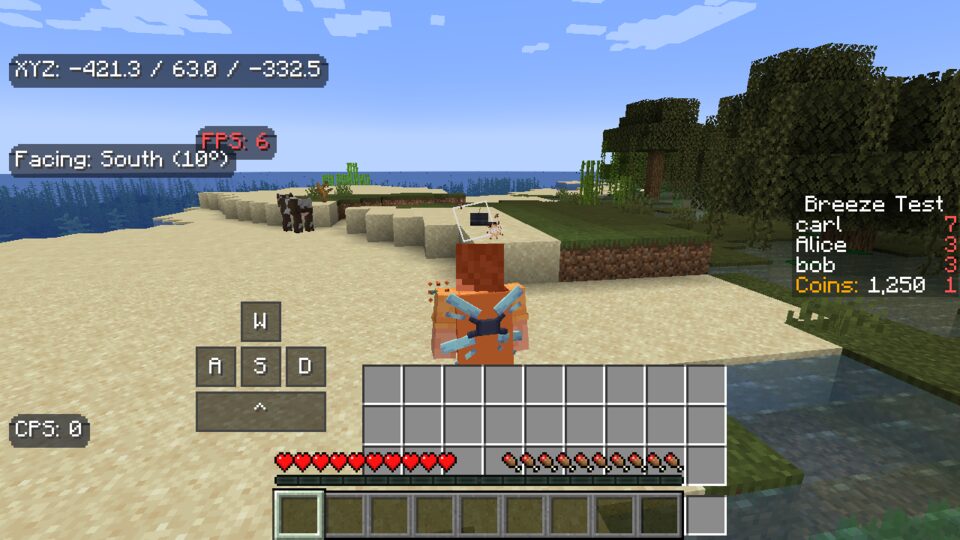 XYZ: -421.3 / 63.0 / -332.5
FPS: 6
Facing: South (10°)
Breeze Test
carl 7
Alice 3
bob 3
Coins: 1,250 1
W
A S D
^
CPS: 0